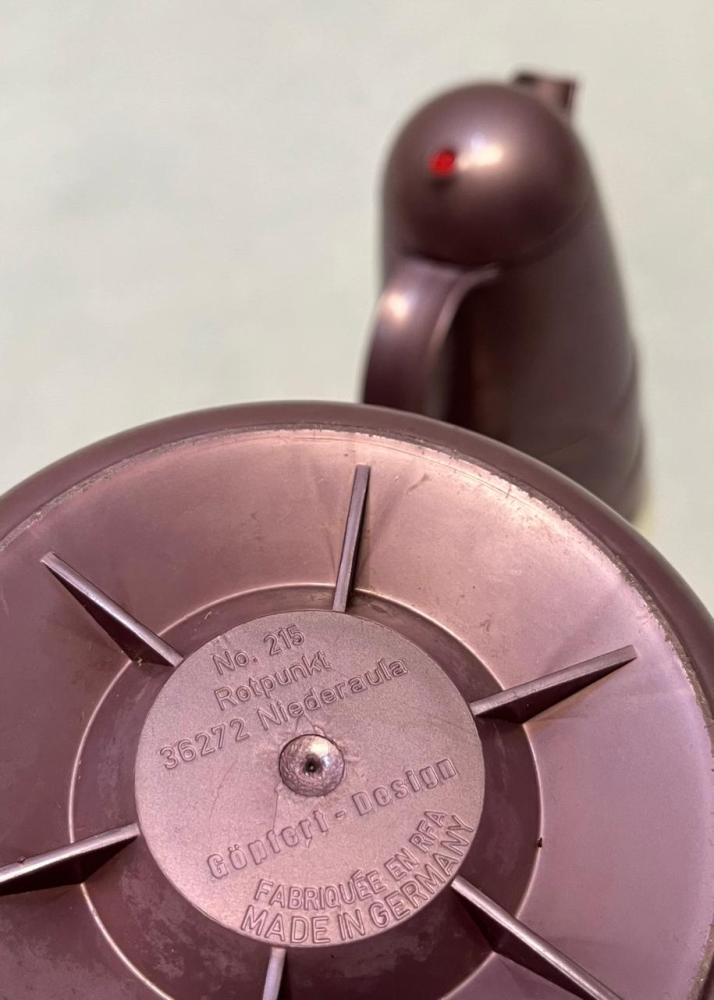 No. 215
Rotpunkt
36272 Niederaula
Göpfert-Design
FABRIQUÉE EN RFA
MADE IN GERMANY